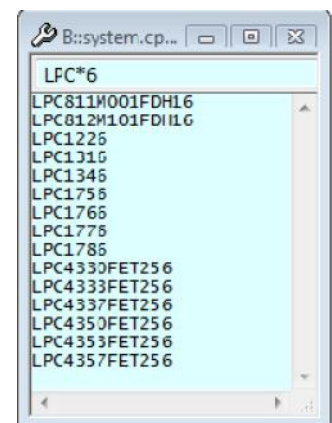 B::system.cp...
LPC*6
LPC811M001FDH16
LPC812M101FDH16
LPC1226
LPC1316
LPC1346
LPC1756
LPC1766
LPC1776
LPC1786
LPC4330FET256
LPC4333FET256
LPC4337FET256
LPC4350FET256
LPC4353FET256
LPC4357FET256